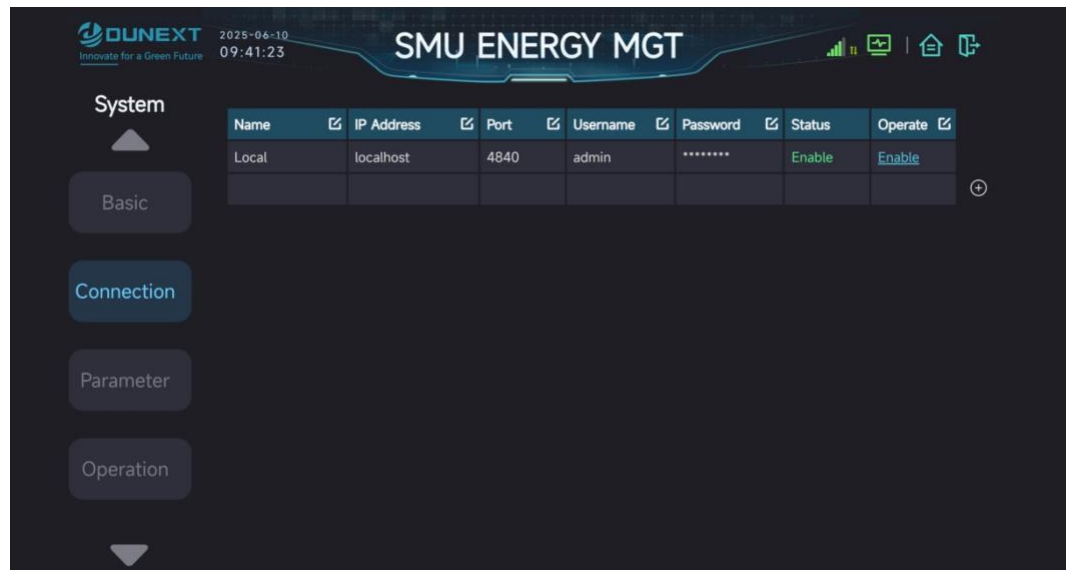 DUNEXT
Innovate for a Green Future
2025-06-10
09:41:23
SMU ENERGY MGT
System
Name IP Address Port Username Password Status Operate
Local localhost 4840 admin ******** Enable Enable
Basic
Connection
Parameter
Operation